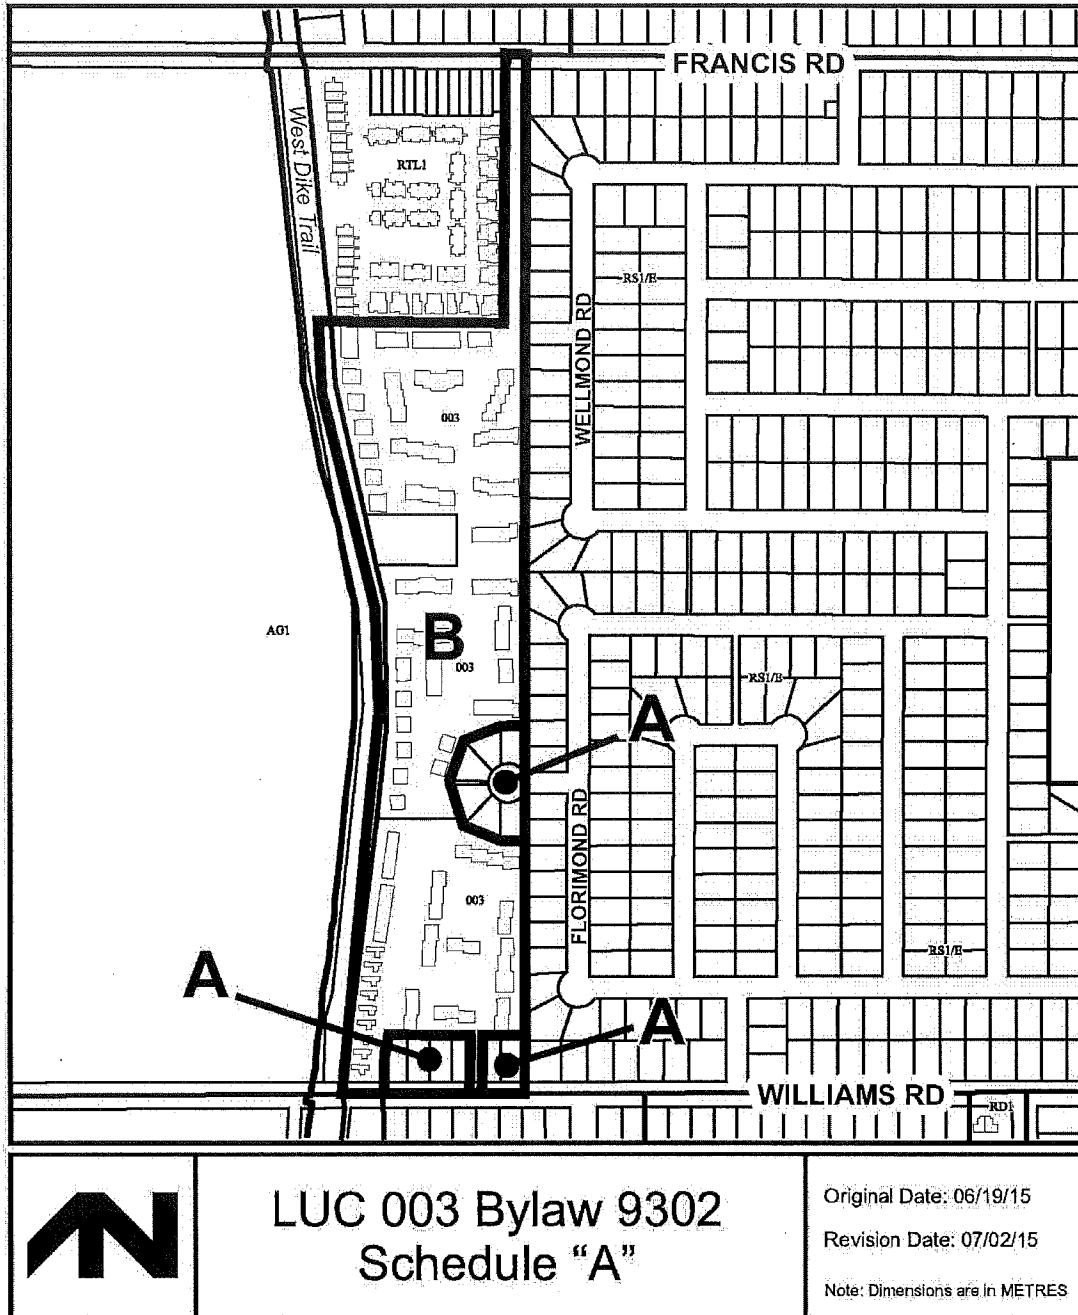 FRANCIS RD
West Dike Trail
RTL1
RS1/E
WELLMOND RD
003
AG1
B
003
RS1/E
A
FLORIMOND RD
003
RS1/E
A
A
WILLIAMS RD
RD1
LUC 003 Bylaw 9302
Schedule “A”
Original Date: 06/19/15
Revision Date: 07/02/15
Note: Dimensions are in METRES